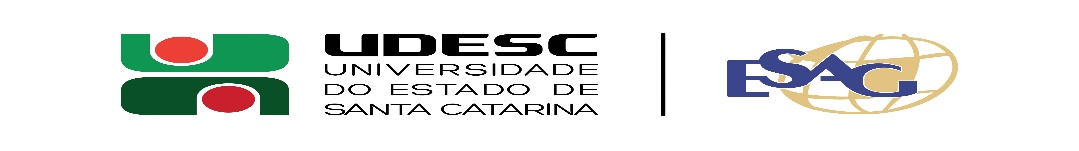 UDESC
UNIVERSIDADE
DO ESTADO DE
SANTA CATARINA
ESAG